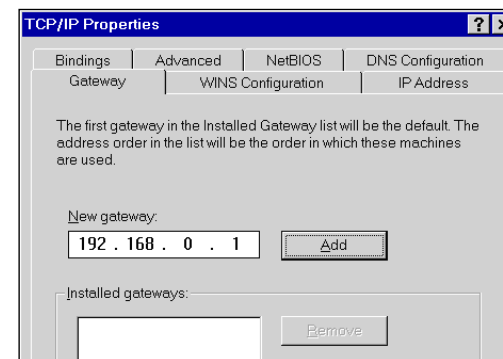 TCP/IP Properties
Bindings Advanced NetBIOS DNS Configuration
Gateway WINS Configuration IP Address
The first gateway in the Installed Gateway list will be the default. The
address order in the list will be the order in which these machines
are used.
New gateway:
192 . 168 . 0 . 1 Add
Installed gateways:
Remove